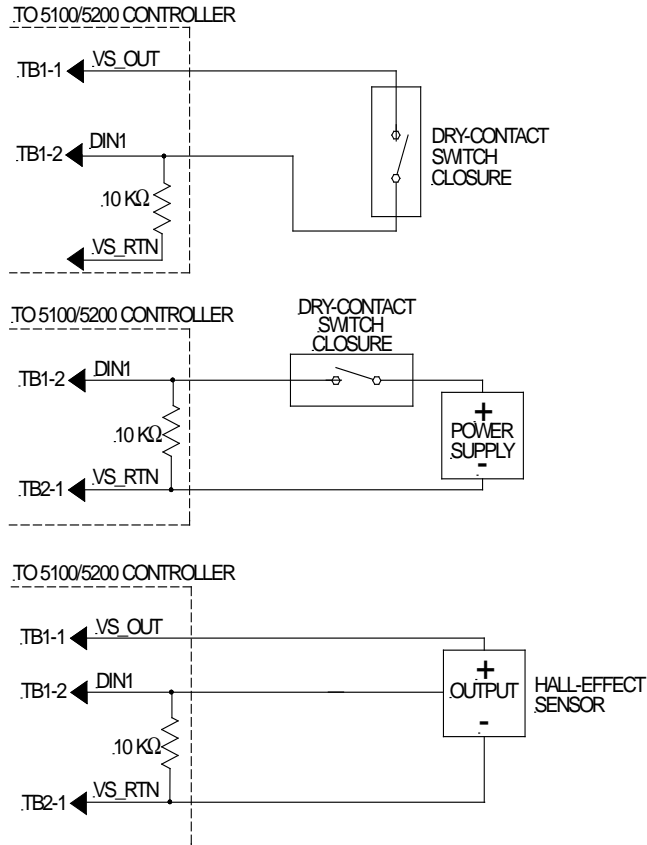 .TO 5100/5200 CONTROLLER
.TB1-1 .VS_OUT
.TB1-2 .DIN1
DRY-CONTACT
SWITCH
CLOSURE
.10 KΩ
.VS_RTN
.TO 5100/5200 CONTROLLER
DRY-CONTACT
SWITCH
CLOSURE
.TB1-2 .DIN1
+
POWER
SUPPLY
-
.10 KΩ
.TB2-1 .VS_RTN
.TO 5100/5200 CONTROLLER
.TB1-1 .VS_OUT
.TB1-2 .DIN1
+
OUTPUT
-
HALL-EFFECT
SENSOR
.10 KΩ
.TB2-1 .VS_RTN